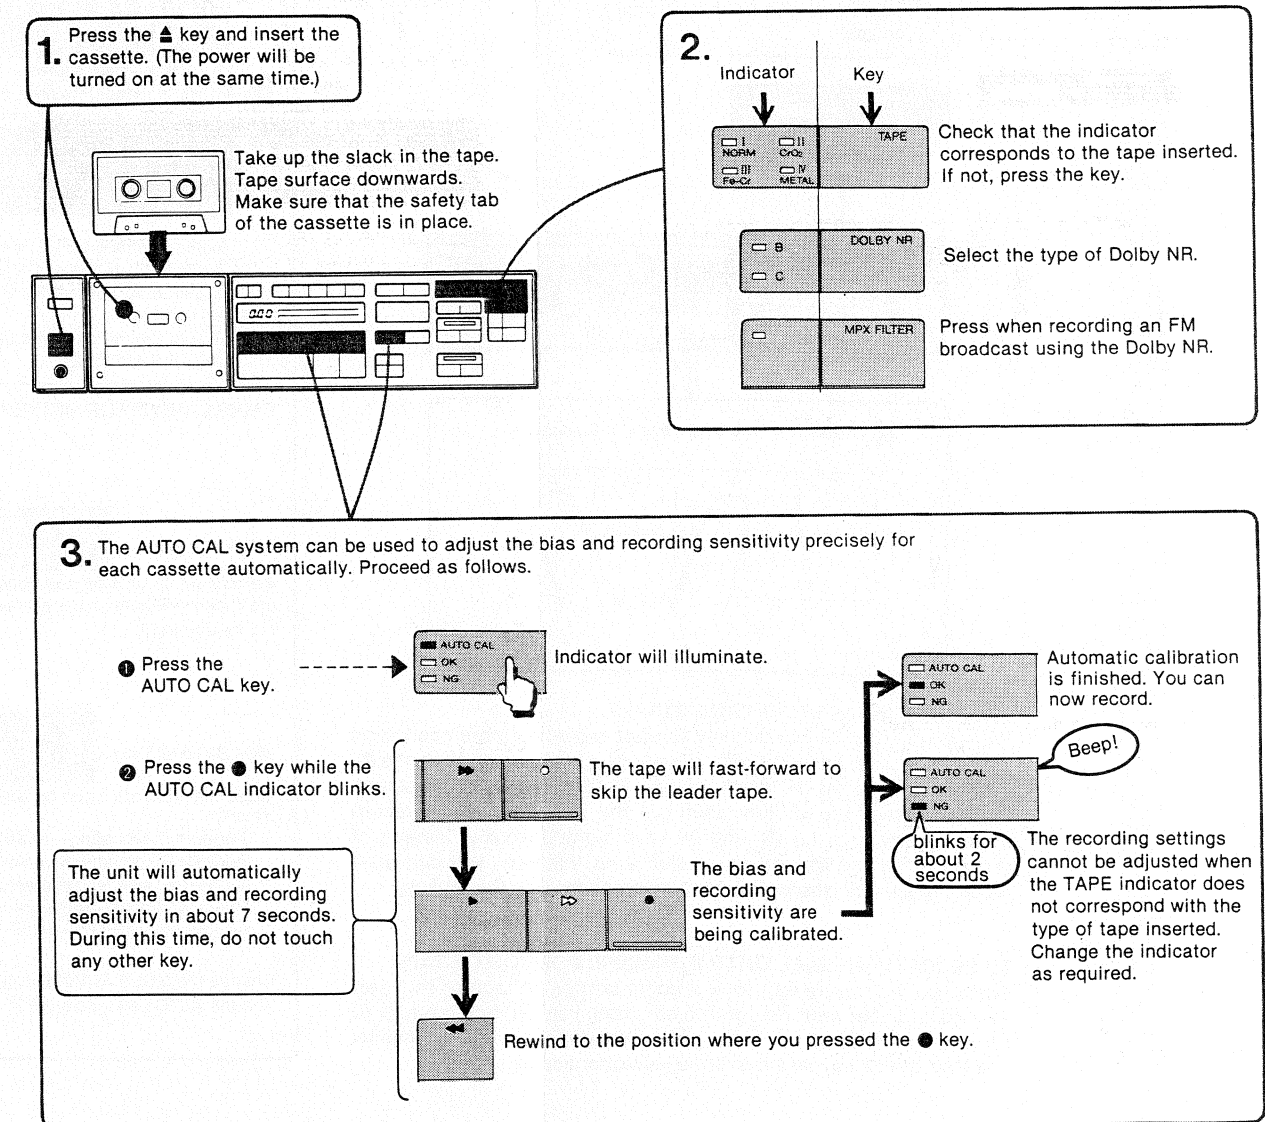 1. Press the ⏏ key and insert the
cassette. (The power will be
turned on at the same time.)
Take up the slack in the tape.
Tape surface downwards.
Make sure that the safety tab
of the cassette is in place.
2.
Indicator Key
I II
NORM CrO₂
III IV
Fe-Cr METAL
TAPE
Check that the indicator
corresponds to the tape inserted.
If not, press the key.
B
C
DOLBY NR
Select the type of Dolby NR.
MPX FILTER
Press when recording an FM
broadcast using the Dolby NR.
000
3. The AUTO CAL system can be used to adjust the bias and recording sensitivity precisely for
each cassette automatically. Proceed as follows.
❶ Press the
AUTO CAL key.
AUTO CAL
OK
NG
Indicator will illuminate.
❷ Press the ● key while the
AUTO CAL indicator blinks.
The tape will fast-forward to
skip the leader tape.
The unit will automatically
adjust the bias and recording
sensitivity in about 7 seconds.
During this time, do not touch
any other key.
The bias and
recording
sensitivity are
being calibrated.
Rewind to the position where you pressed the ● key.
AUTO CAL
OK
NG
Automatic calibration
is finished. You can
now record.
Beep!
AUTO CAL
OK
NG
blinks for
about 2
seconds
The recording settings
cannot be adjusted when
the TAPE indicator does
not correspond with the
type of tape inserted.
Change the indicator
as required.